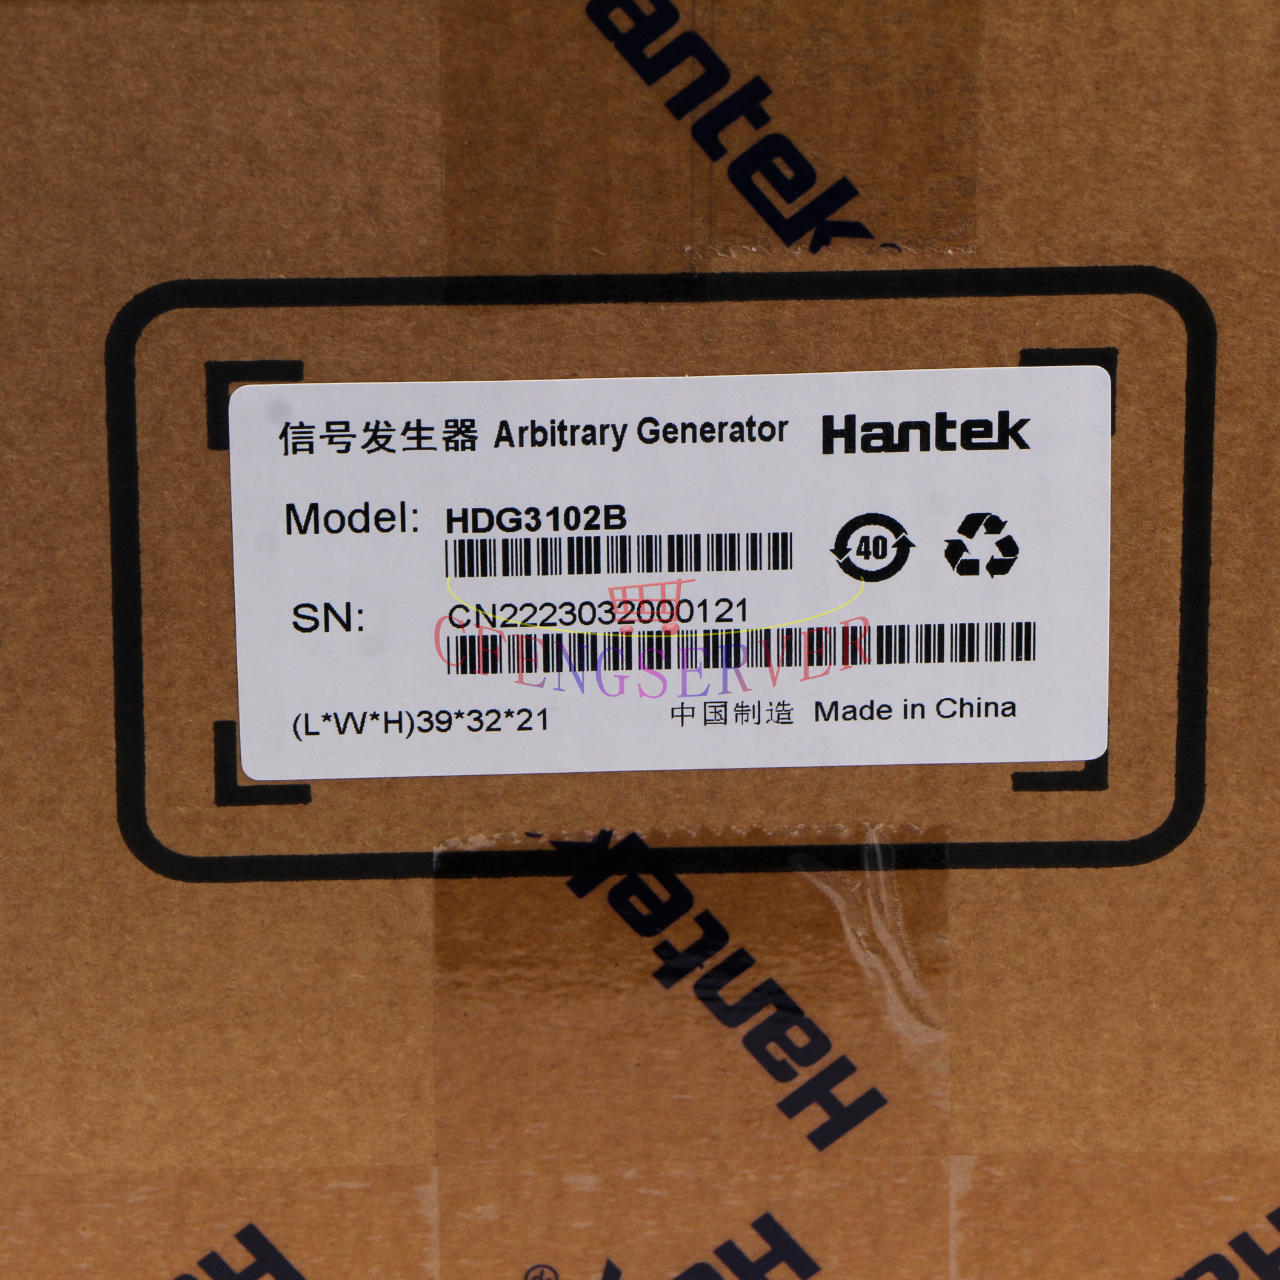 antek
信号发生器 Arbitrary Generator Hantek
Model: HDG3102B
40
SN: CN2223032000121
CFENGSERVER
(L*W*H)39*32*21 中国制造 Made in China
Hantek